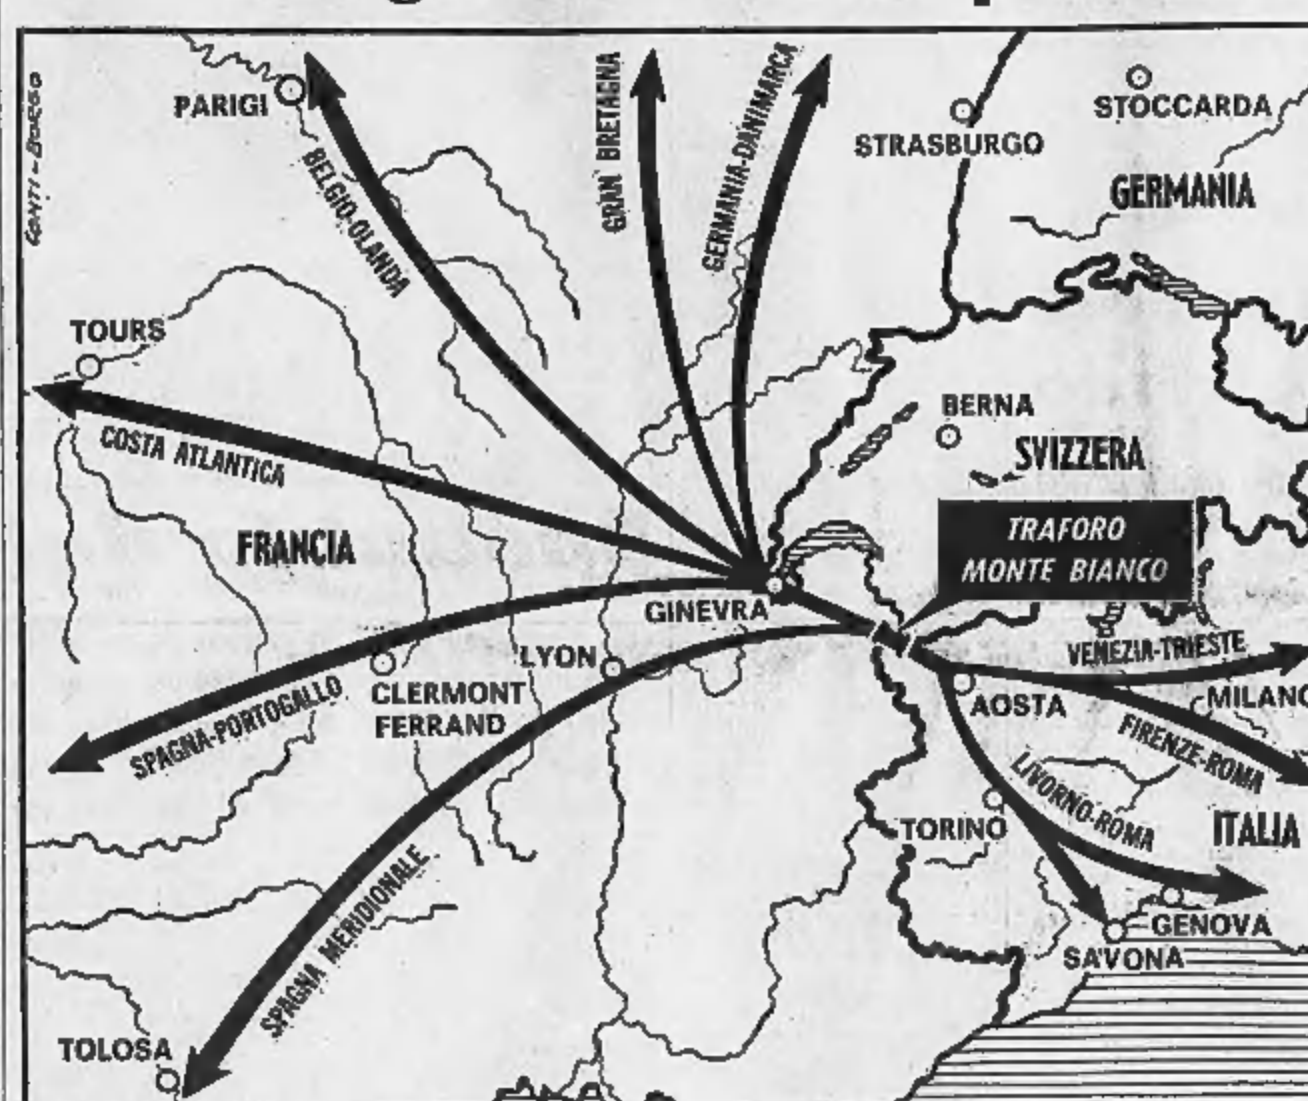 CONTI-BORGO
PARIGI
BELGIO-OLANDA
GRAN BRETAGNA
GERMANIA-DANIMARCA
STRASBURGO
STOCCARDA
GERMANIA
TOURS
COSTA ATLANTICA
BERNA
SVIZZERA
FRANCIA
TRAFORO
MONTE BIANCO
GINEVRA
LYON
CLERMONT
FERRAND
SPAGNA-PORTOGALLO
VENEZIA-TRIESTE
AOSTA
MILANO
FIRENZE-ROMA
LIVORNO-ROMA
TORINO
ITALIA
SPAGNA MERIDIONALE
GENOVA
SAVONA
TOLOSA